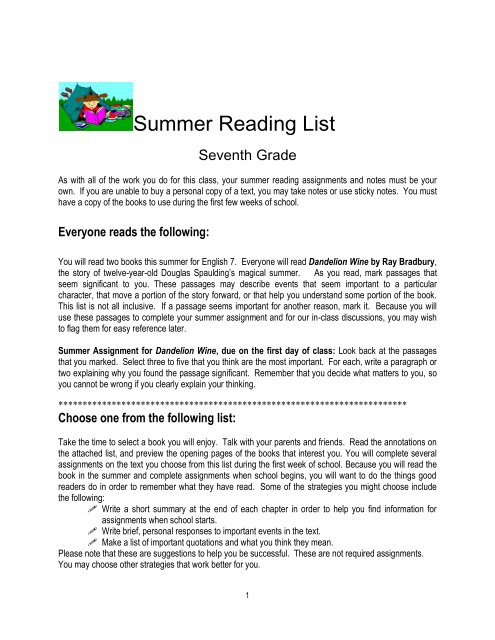 Summer Reading List
Seventh Grade
As with all of the work you do for this class, your summer reading assignments and notes must be your
own. If you are unable to buy a personal copy of a text, you may take notes or use sticky notes. You must
have a copy of the books to use during the first few weeks of school.
Everyone reads the following:
You will read two books this summer for English 7. Everyone will read Dandelion Wine by Ray Bradbury,
the story of twelve-year-old Douglas Spaulding's magical summer. As you read, mark passages that
seem significant to you. These passages may describe events that seem important to a particular
character, that move a portion of the story forward, or that help you understand some portion of the book.
This list is not all inclusive. If a passage seems important for another reason, mark it. Because you will
use these passages to complete your summer assignment and for our in-class discussions, you may wish
to flag them for easy reference later.
Summer Assignment for Dandelion Wine, due on the first day of class: Look back at the passages
that you marked. Select three to five that you think are the most important. For each, write a paragraph or
two explaining why you found the passage significant. Remember that you decide what matters to you, so
you cannot be wrong if you clearly explain your thinking.
************************************************************************
Choose one from the following list:
Take the time to select a book you will enjoy. Talk with your parents and friends. Read the annotations on
the attached list, and preview the opening pages of the books that interest you. You will complete several
assignments on the text you choose from this list during the first week of school. Because you will read the
book in the summer and complete assignments when school begins, you will want to do the things good
readers do in order to remember what they have read. Some of the strategies you might choose include
the following:
Write a short summary at the end of each chapter in order to help you find information for
assignments when school starts.
Write brief, personal responses to important events in the text.
Make a list of important quotations and what you think they mean.
Please note that these are suggestions to help you be successful. These are not required assignments.
You may choose other strategies that work better for you.
1